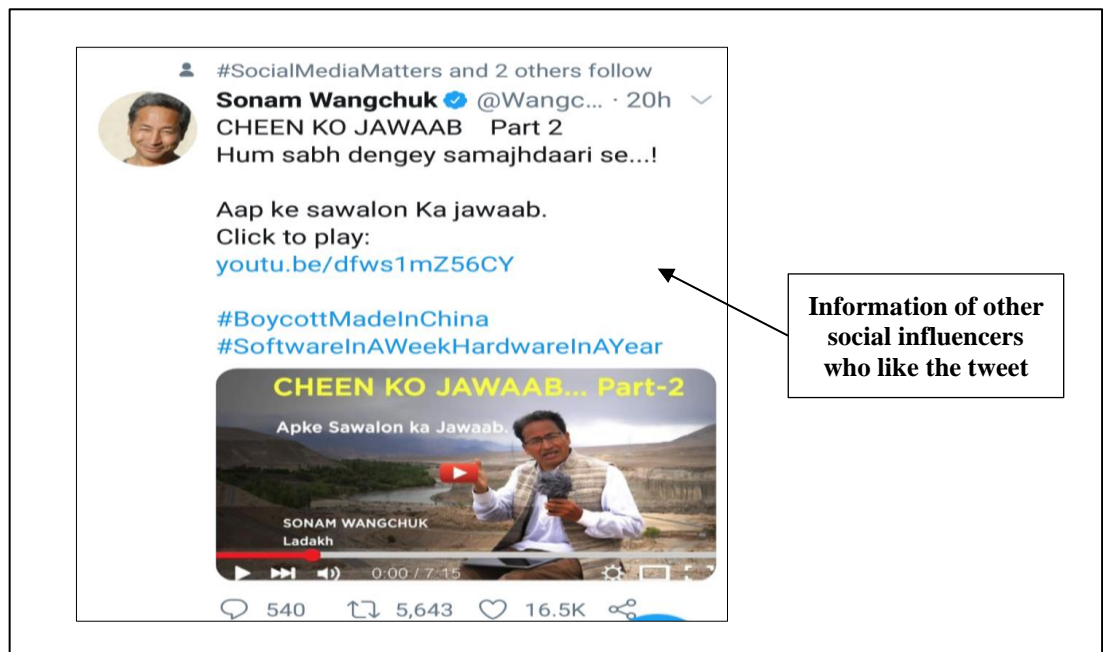 #SocialMediaMatters and 2 others follow
Sonam Wangchuk @Wangc... · 20h
CHEEN KO JAWAAB Part 2
Hum sabh dengey samajhdaari se...!
Aap ke sawalon Ka jawaab.
Click to play:
youtu.be/dfws1mZ56CY
#BoycottMadeInChina
#SoftwareInAWeekHardwareInAYear
CHEEN KO JAWAAB... Part-2
Apke Sawalon ka Jawaab.
SONAM WANGCHUK
Ladakh
0:00 / 7:15
540 5,643 16.5K
Information of other
social influencers
who like the tweet